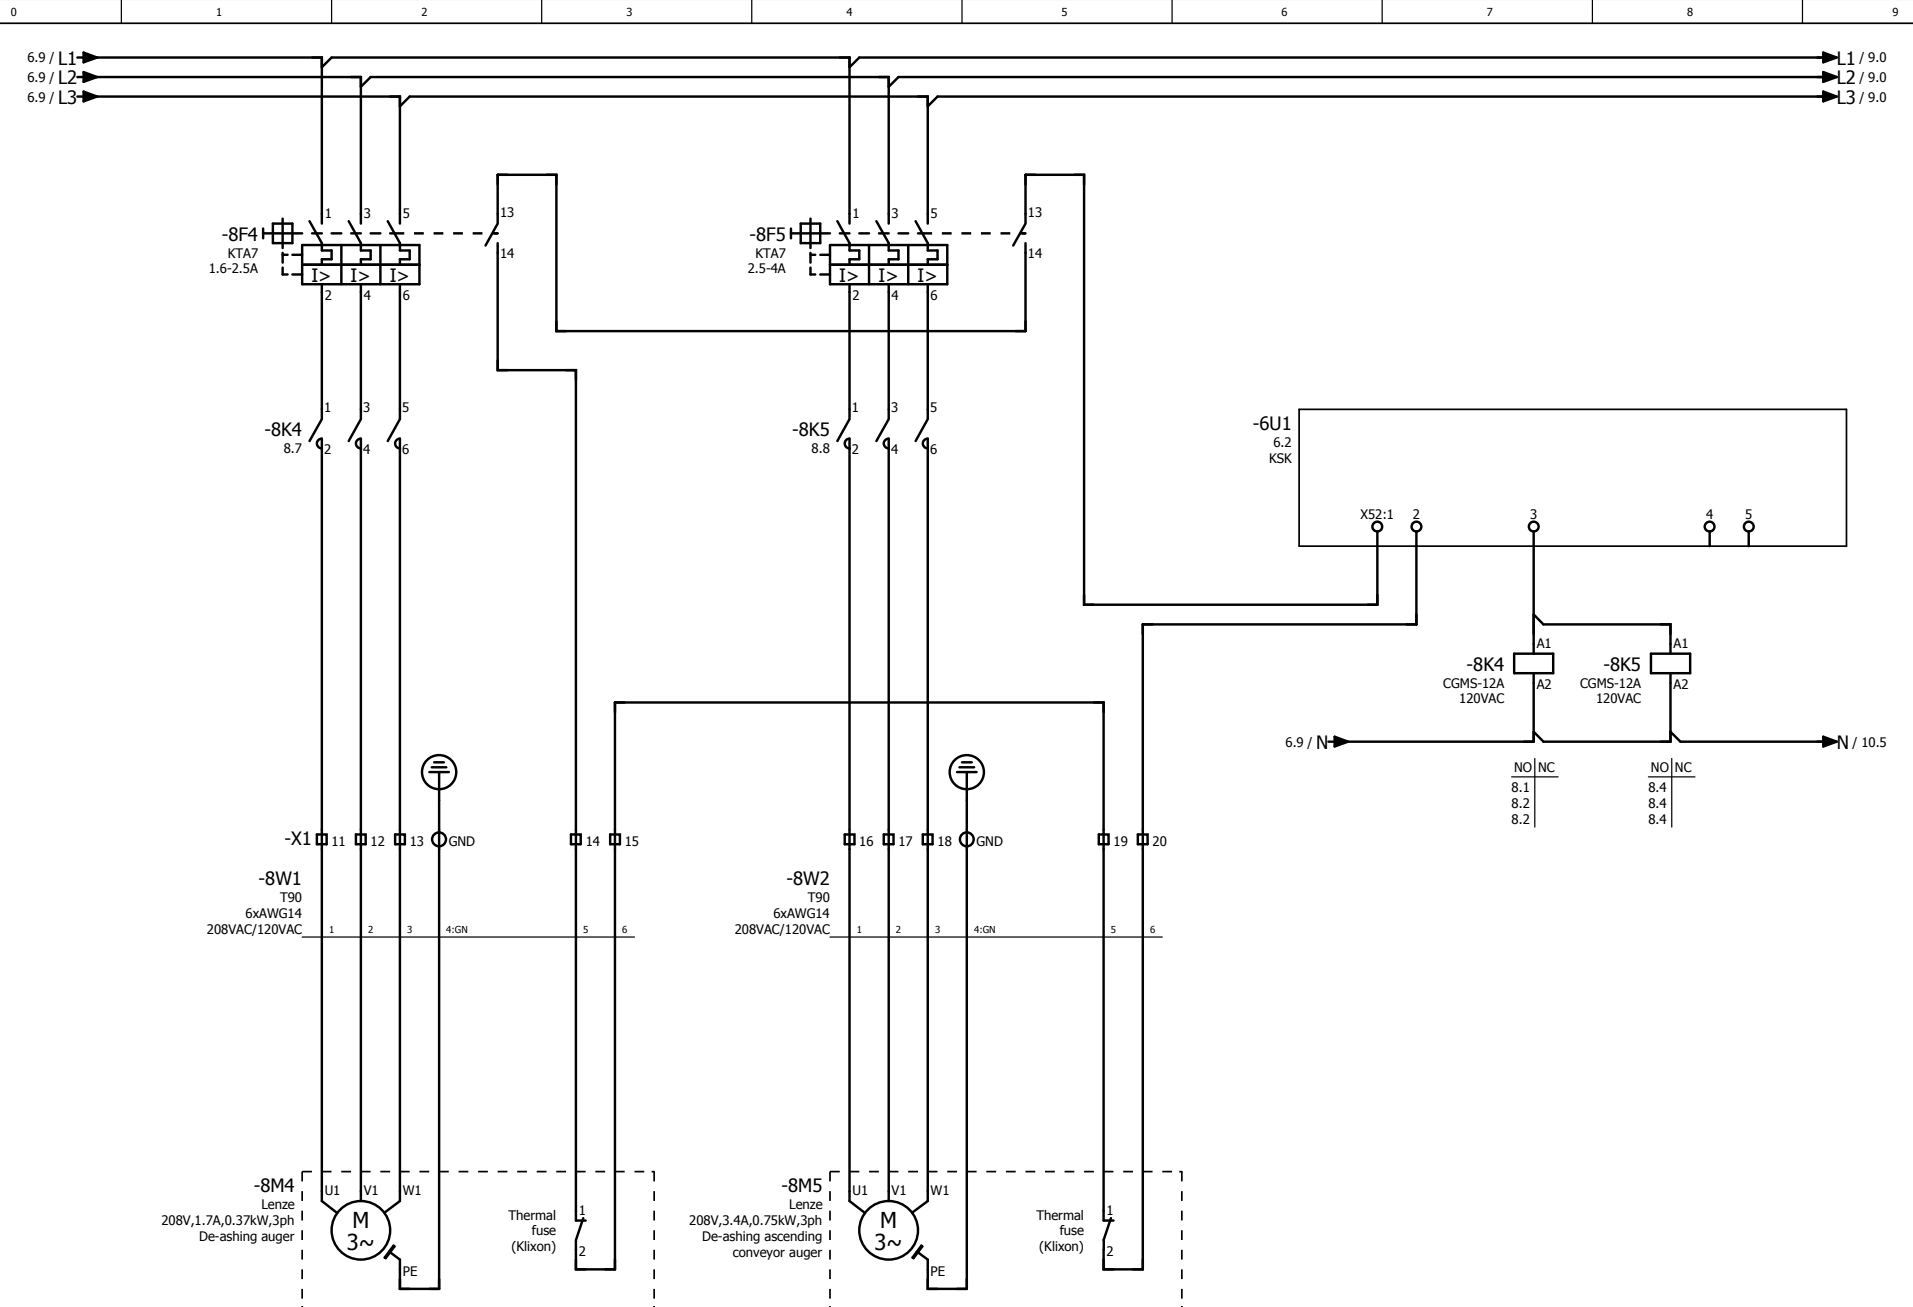 0 1 2 3 4 5 6 7 8 9
6.9 / L1 L1 / 9.0
6.9 / L2 L2 / 9.0
6.9 / L3 L3 / 9.0
1 3 5 13
-8F4
KTA7
1.6-2.5A
14
I> I> I>
2 4 6
1 3 5 13
-8F5
KTA7
2.5-4A
14
I> I> I>
2 4 6
1 3 5
-8K4
8.7
2 4 6
1 3 5
-8K5
8.8
2 4 6
-6U1
6.2
KSK
X52:1 2 3 4 5
A1
-8K4
CGMS-12A
120VAC
A2
A1
-8K5
CGMS-12A
120VAC
A2
6.9 / N N / 10.5
NO NC
8.1
8.2
8.2
NO NC
8.4
8.4
8.4
-X1 11 12 13 GND 14 15 16 17 18 GND 19 20
-8W1
T90
6xAWG14
208VAC/120VAC 1 2 3 4:GN 5 6
-8W2
T90
6xAWG14
208VAC/120VAC 1 2 3 4:GN 5 6
-8M4
Lenze
208V,1.7A,0.37kW,3ph
De-ashing auger
U1 V1 W1
M
3~
PE
Thermal
fuse
(Klixon)
1
2
-8M5
Lenze
208V,3.4A,0.75kW,3ph
De-ashing ascending
conveyor auger
U1 V1 W1
M
3~
PE
Thermal
fuse
(Klixon)
1
2